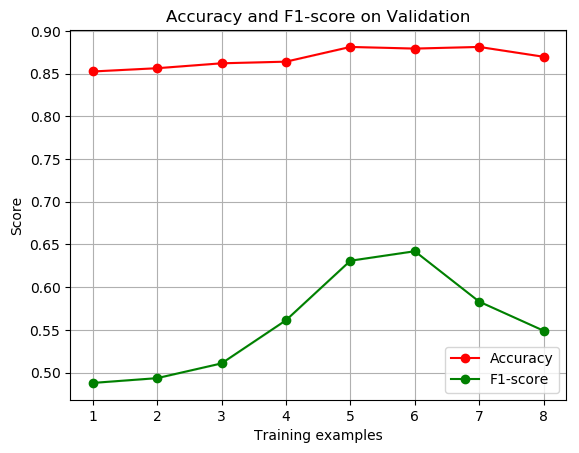 Accuracy and F1-score on Validation
0.90
0.85
0.80
0.75
0.70
0.65
0.60
0.55
0.50
Score
1 2 3 4 5 6 7 8
Training examples
Accuracy
F1-score